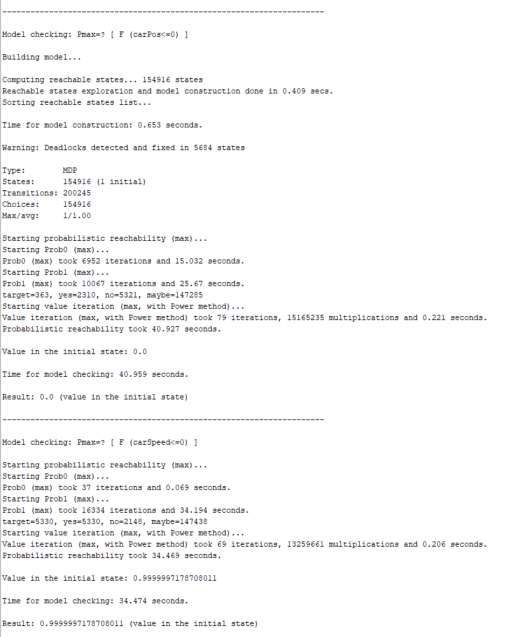 ---------------------------------------------------------------------
Model checking: Pmax=? [ F (carPos<=0) ]
Building model...
Computing reachable states... 154916 states
Reachable states exploration and model construction done in 0.409 secs.
Sorting reachable states list...
Time for model construction: 0.653 seconds.
Warning: Deadlocks detected and fixed in 5684 states
Type: MDP
States: 154916 (1 initial)
Transitions: 200245
Choices: 154916
Max/avg: 1/1.00
Starting probabilistic reachability (max)...
Starting Prob0 (max)...
Prob0 (max) took 6952 iterations and 15.032 seconds.
Starting Prob1 (max)...
Prob1 (max) took 10067 iterations and 25.67 seconds.
target=363, yes=2310, no=5321, maybe=147285
Starting value iteration (max, with Power method)...
Value iteration (max, with Power method) took 79 iterations, 15165235 multiplications and 0.221 seconds.
Probabilistic reachability took 40.927 seconds.
Value in the initial state: 0.0
Time for model checking: 40.959 seconds.
Result: 0.0 (value in the initial state)
---------------------------------------------------------------------
Model checking: Pmax=? [ F (carSpeed<=0) ]
Starting probabilistic reachability (max)...
Starting Prob0 (max)...
Prob0 (max) took 37 iterations and 0.069 seconds.
Starting Prob1 (max)...
Prob1 (max) took 16334 iterations and 34.194 seconds.
target=5330, yes=5330, no=2148, maybe=147438
Starting value iteration (max, with Power method)...
Value iteration (max, with Power method) took 69 iterations, 13259661 multiplications and 0.206 seconds.
Probabilistic reachability took 34.469 seconds.
Value in the initial state: 0.9999997178708011
Time for model checking: 34.474 seconds.
Result: 0.9999997178708011 (value in the initial state)